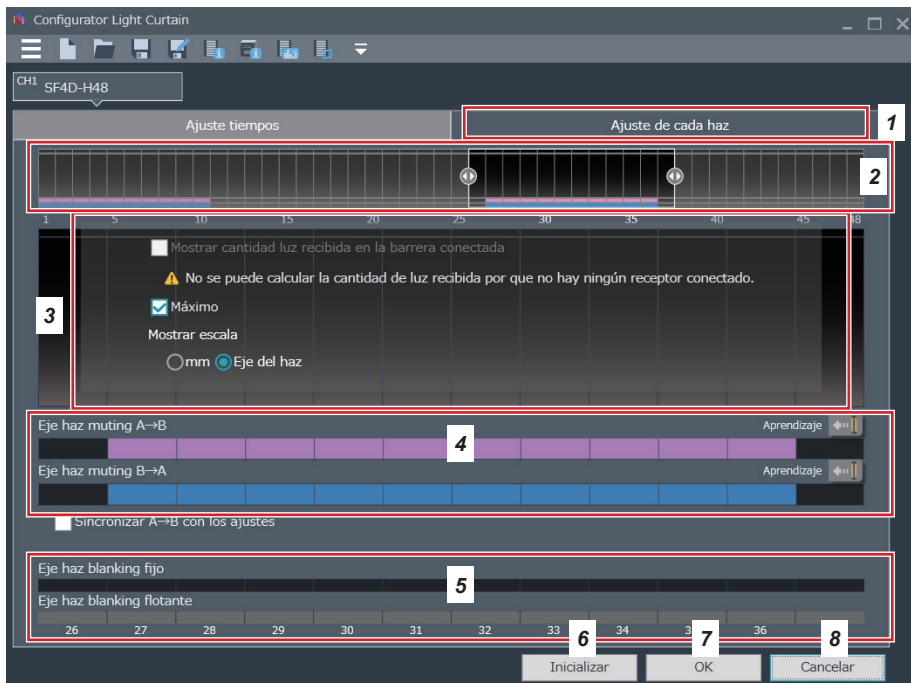 Configurator Light Curtain
CH1 SF4D-H48
Ajuste tiempos
Ajuste de cada haz
1
2
1 5 10 15 20 25 30 35 40 45 48
Mostrar cantidad luz recibida en la barrera conectada
No se puede calcular la cantidad de luz recibida por que no hay ningún receptor conectado.
3
Máximo
Mostrar escala
mm Eje del haz
Eje haz muting A→B
Aprendizaje
4
Eje haz muting B→A
Aprendizaje
Sincronizar A→B con los ajustes
Eje haz blanking fijo
5
Eje haz blanking flotante
26 27 28 29 30 31 32 33 34 36
6 7 8
Inicializar
OK
Cancelar